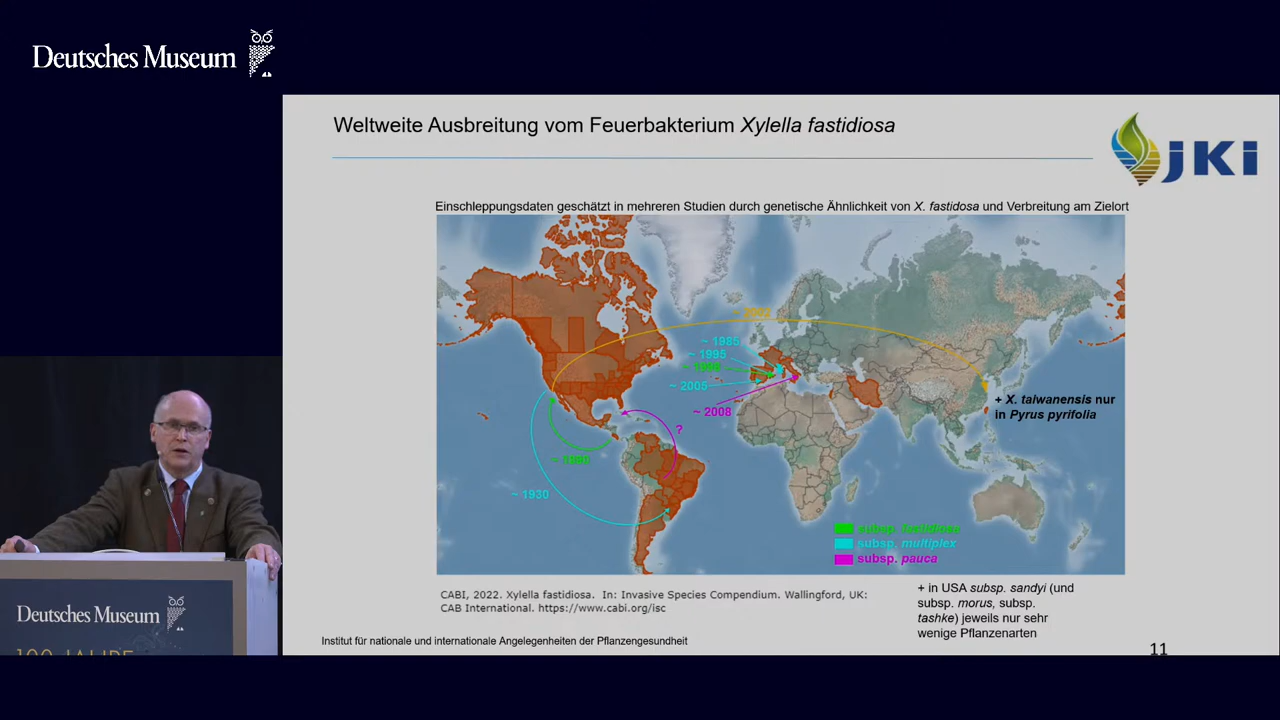 Deutsches Museum
Weltweite Ausbreitung vom Feuerbakterium Xylella fastidiosa
JKI
Einschleppungsdaten geschätzt in mehreren Studien durch genetische Ähnlichkeit von X. fastidosa und Verbreitung am Zielort
~ 1985
~ 1995
~ 2005
~ 2008
+ X. taiwanensis nur
in Pyrus pyrifolia
?
~ 1930
subsp. fastidiosa
subsp. multiplex
subsp. pauca
CABI, 2022. Xylella fastidiosa. In: Invasive Species Compendium. Wallingford, UK:
CAB International. https://www.cabi.org/isc
+ in USA subsp. sandyi (und
subsp. morus, subsp.
tashke) jeweils nur sehr
wenige Pflanzenarten
Institut für nationale und internationale Angelegenheiten der Pflanzengesundheit
11
Deutsches Museum
100 JAHRE